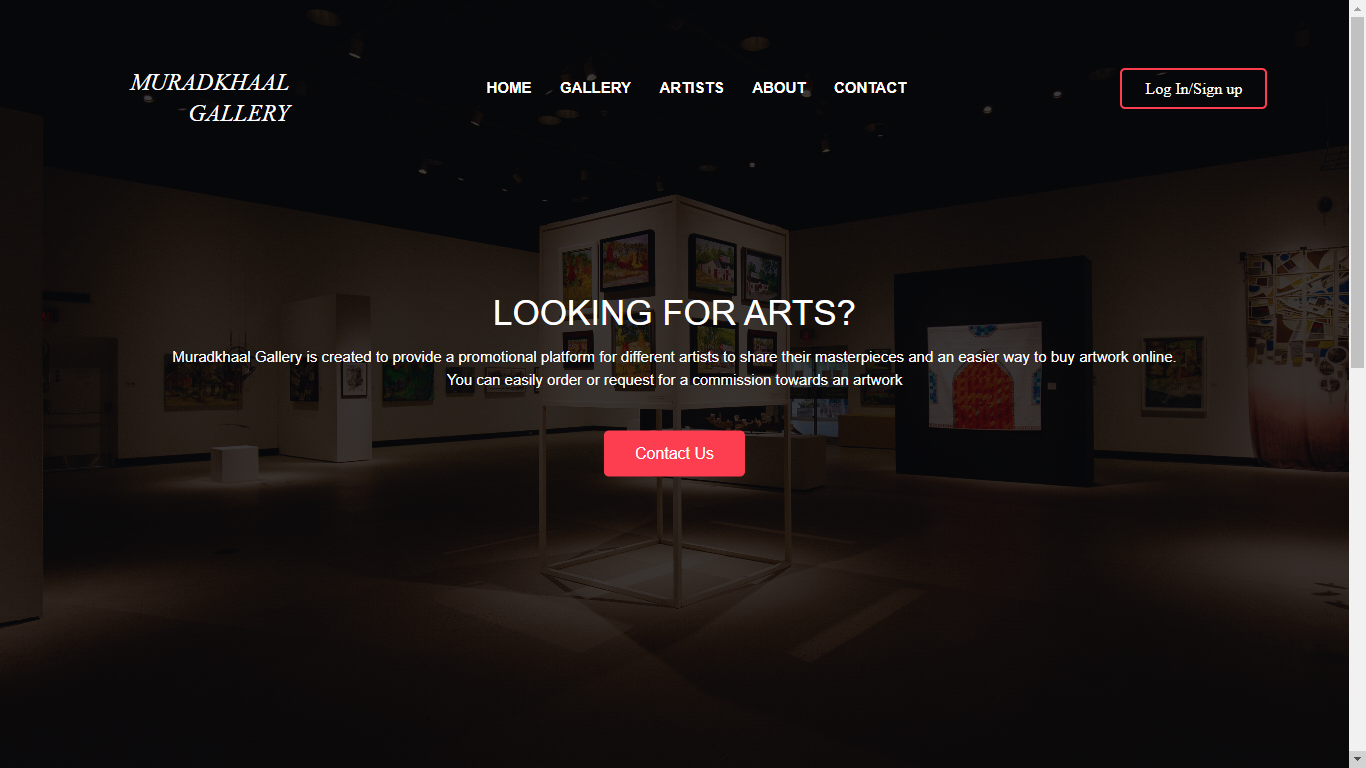 MURADKHAAL
GALLERY
HOME GALLERY ARTISTS ABOUT CONTACT
Log In/Sign up
LOOKING FOR ARTS?
Muradkhaal Gallery is created to provide a promotional platform for different artists to share their masterpieces and an easier way to buy artwork online.
You can easily order or request for a commission towards an artwork
Contact Us